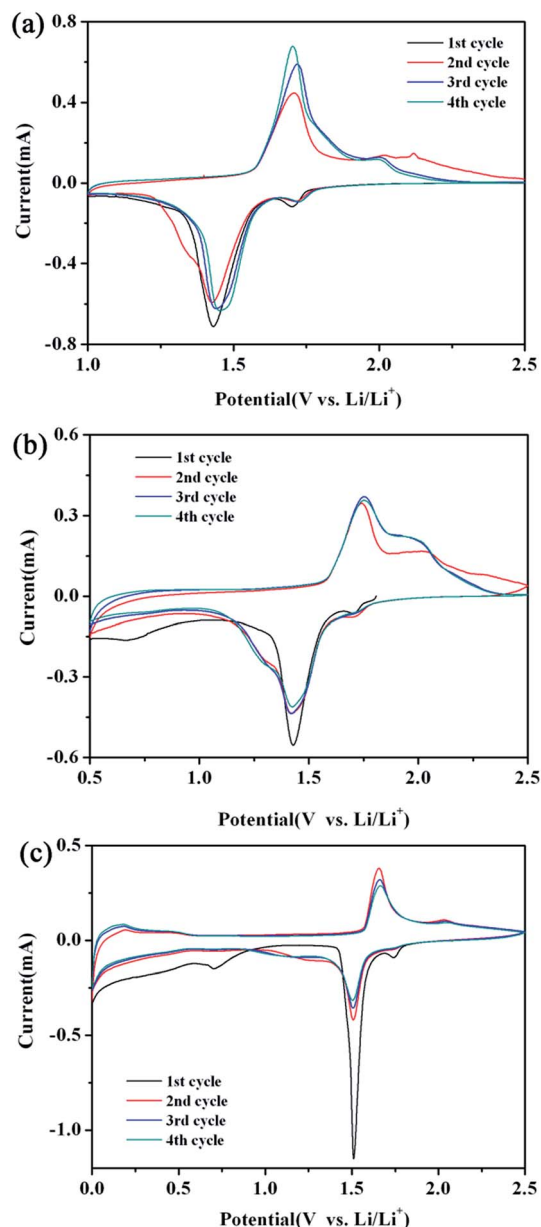 (a)
0.8
0.4
0.0
-0.4
-0.8
Current(mA)
1st cycle
2nd cycle
3rd cycle
4th cycle
1.0 1.5 2.0 2.5
Potential(V vs. Li/Li⁺)
(b)
0.6
0.3
0.0
-0.3
-0.6
Current(mA)
1st cycle
2nd cycle
3rd cycle
4th cycle
0.5 1.0 1.5 2.0 2.5
Potential(V vs. Li/Li⁺)
(c)
0.5
0.0
-0.5
-1.0
Current(mA)
1st cycle
2nd cycle
3rd cycle
4th cycle
0.0 0.5 1.0 1.5 2.0 2.5
Potential(V vs. Li/Li⁺)